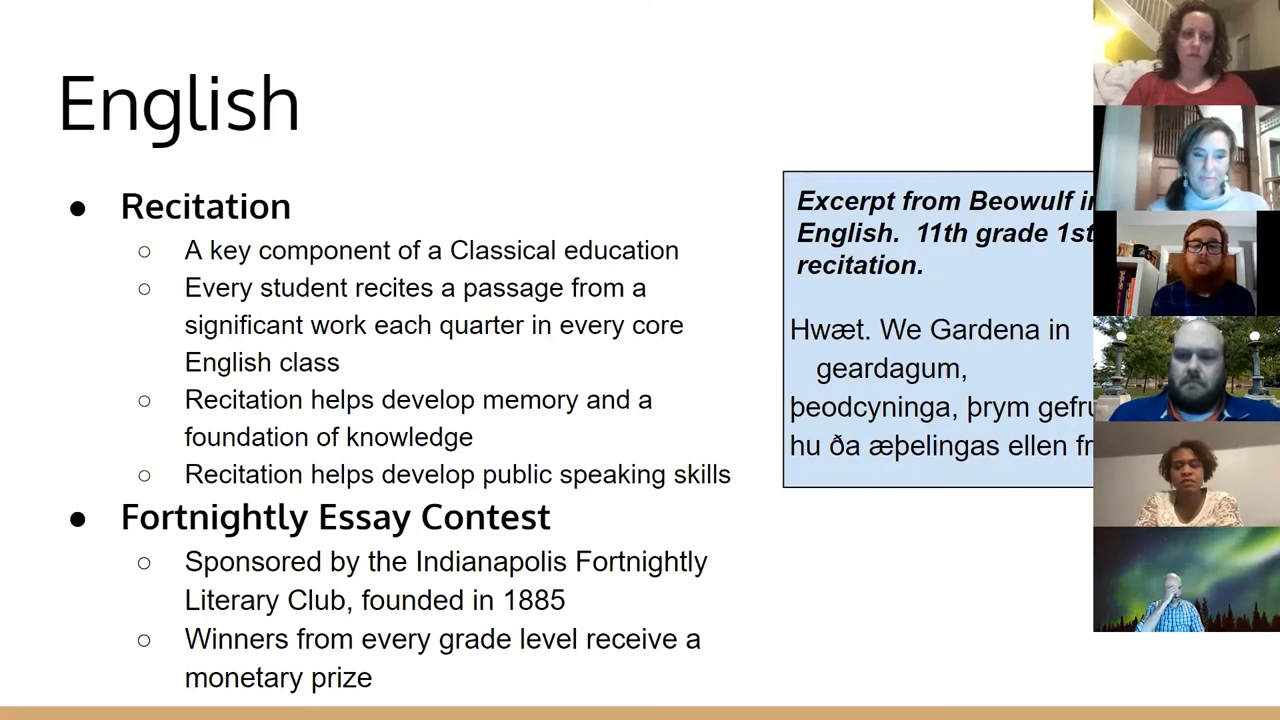 English
● Recitation
○ A key component of a Classical education
○ Every student recites a passage from a
significant work each quarter in every core
English class
○ Recitation helps develop memory and a
foundation of knowledge
○ Recitation helps develop public speaking skills
● Fortnightly Essay Contest
○ Sponsored by the Indianapolis Fortnightly
Literary Club, founded in 1885
○ Winners from every grade level receive a
monetary prize
Excerpt from Beowulf
English. 11th grade 1st
recitation.
Hwæt. We Gardena in
geardagum,
þeodcyninga, þrym
hu ða æþelingas ellen